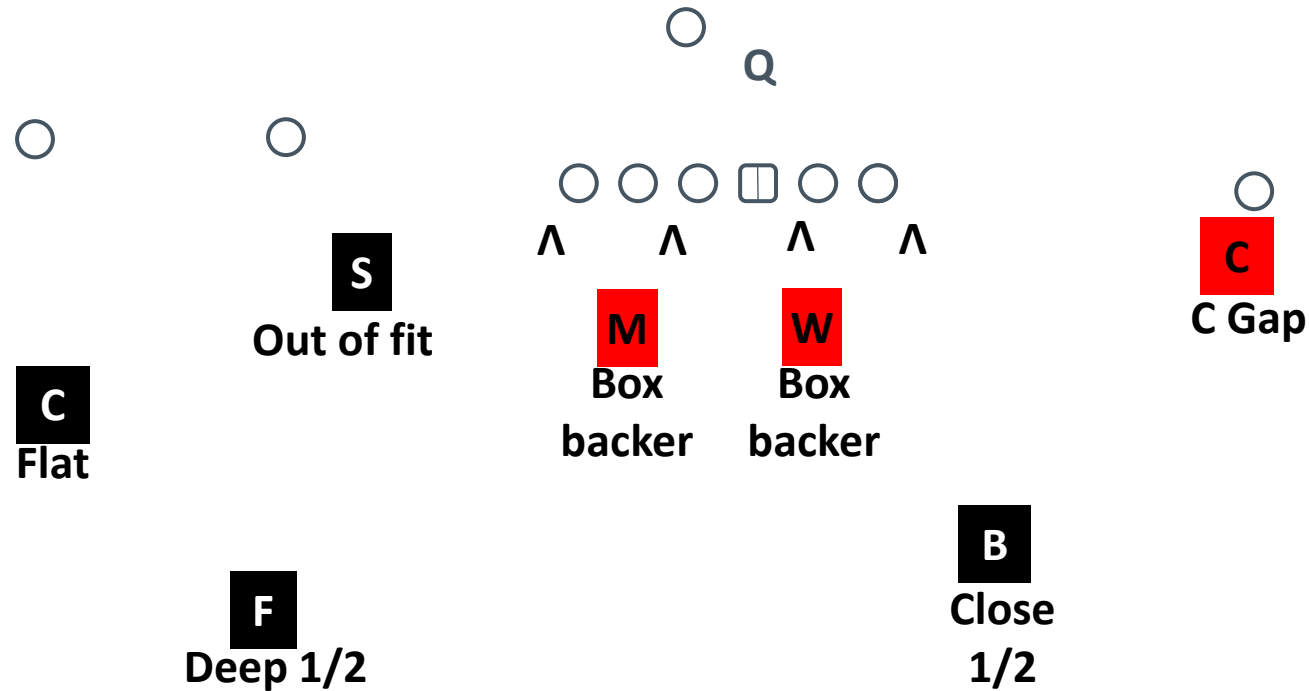 Q
S
Out of fit
Λ Λ Λ Λ
C
C Gap
M
Box
backer
W
Box
backer
C
Flat
B
Close
1/2
F
Deep 1/2